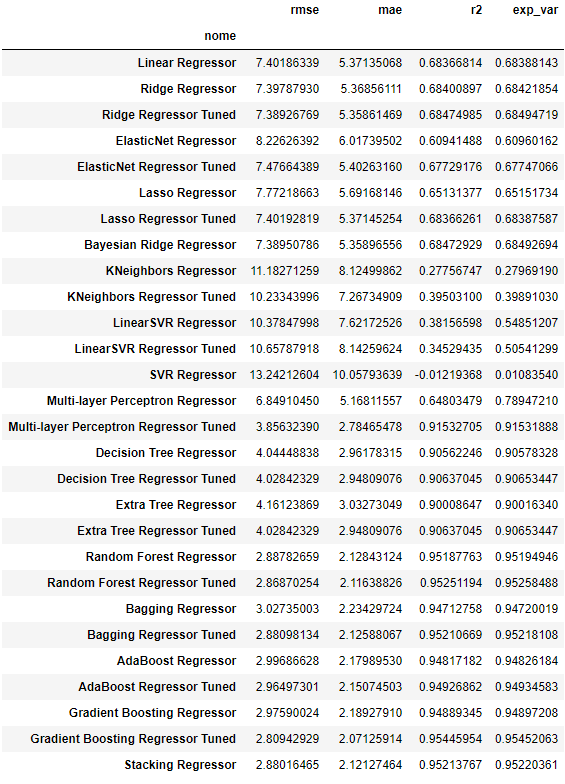 rmse mae r2 exp_var
nome
Linear Regressor 7.40186339 5.37135068 0.68366814 0.68388143
Ridge Regressor 7.39787930 5.36856111 0.68400897 0.68421854
Ridge Regressor Tuned 7.38926769 5.35861469 0.68474985 0.68494719
ElasticNet Regressor 8.22626392 6.01739502 0.60941488 0.60960162
ElasticNet Regressor Tuned 7.47664389 5.40263160 0.67729176 0.67747066
Lasso Regressor 7.77218663 5.69168146 0.65131377 0.65151734
Lasso Regressor Tuned 7.40192819 5.37145254 0.68366261 0.68387587
Bayesian Ridge Regressor 7.38950786 5.35896556 0.68472929 0.68492694
KNeighbors Regressor 11.18271259 8.12499862 0.27756747 0.27969190
KNeighbors Regressor Tuned 10.23343996 7.26734909 0.39503100 0.39891030
LinearSVR Regressor 10.37847998 7.62172526 0.38156598 0.54851207
LinearSVR Regressor Tuned 10.65787918 8.14259624 0.34529435 0.50541299
SVR Regressor 13.24212604 10.05793639 -0.01219368 0.01083540
Multi-layer Perceptron Regressor 6.84910450 5.16811557 0.64803479 0.78947210
Multi-layer Perceptron Regressor Tuned 3.85632390 2.78465478 0.91532705 0.91531888
Decision Tree Regressor 4.04448838 2.96178315 0.90562246 0.90578328
Decision Tree Regressor Tuned 4.02842329 2.94809076 0.90637045 0.90653447
Extra Tree Regressor 4.16123869 3.03273049 0.90008647 0.90016340
Extra Tree Regressor Tuned 4.02842329 2.94809076 0.90637045 0.90653447
Random Forest Regressor 2.88782659 2.12843124 0.95187763 0.95194946
Random Forest Regressor Tuned 2.86870254 2.11638826 0.95251194 0.95258488
Bagging Regressor 3.02735003 2.23429724 0.94712758 0.94720019
Bagging Regressor Tuned 2.88098134 2.12588067 0.95210669 0.95218108
AdaBoost Regressor 2.99686628 2.17989530 0.94817182 0.94826184
AdaBoost Regressor Tuned 2.96497301 2.15074503 0.94926862 0.94934583
Gradient Boosting Regressor 2.97590024 2.18927910 0.94889345 0.94897208
Gradient Boosting Regressor Tuned 2.80942929 2.07125914 0.95445954 0.95452063
Stacking Regressor 2.88016465 2.12127464 0.95213767 0.95220361